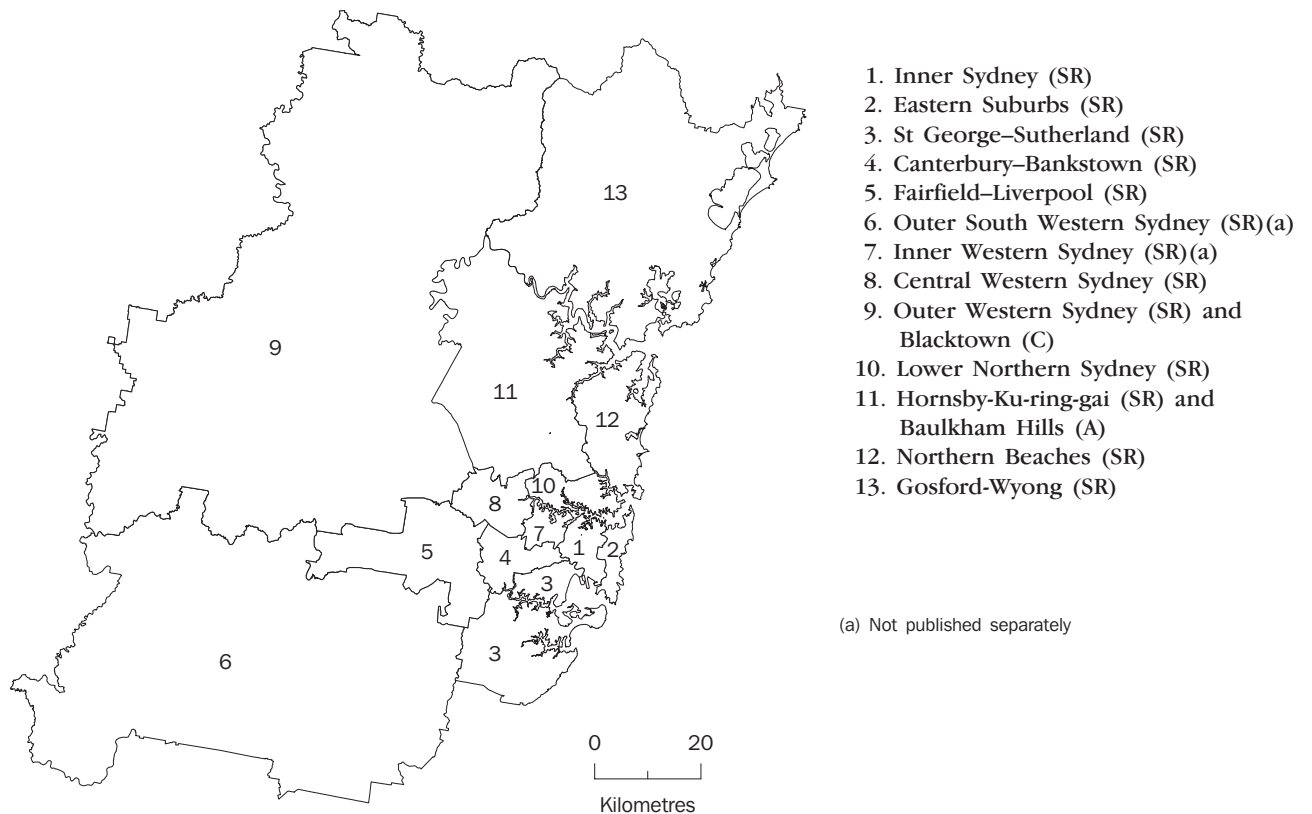 13
9
11
12
10
8
7
5
4
1
2
3
3
6
0 20
Kilometres
1. Inner Sydney (SR)
2. Eastern Suburbs (SR)
3. St George–Sutherland (SR)
4. Canterbury–Bankstown (SR)
5. Fairfield–Liverpool (SR)
6. Outer South Western Sydney (SR)(a)
7. Inner Western Sydney (SR)(a)
8. Central Western Sydney (SR)
9. Outer Western Sydney (SR) and
Blacktown (C)
10. Lower Northern Sydney (SR)
11. Hornsby-Ku-ring-gai (SR) and
Baulkham Hills (A)
12. Northern Beaches (SR)
13. Gosford-Wyong (SR)
(a) Not published separately